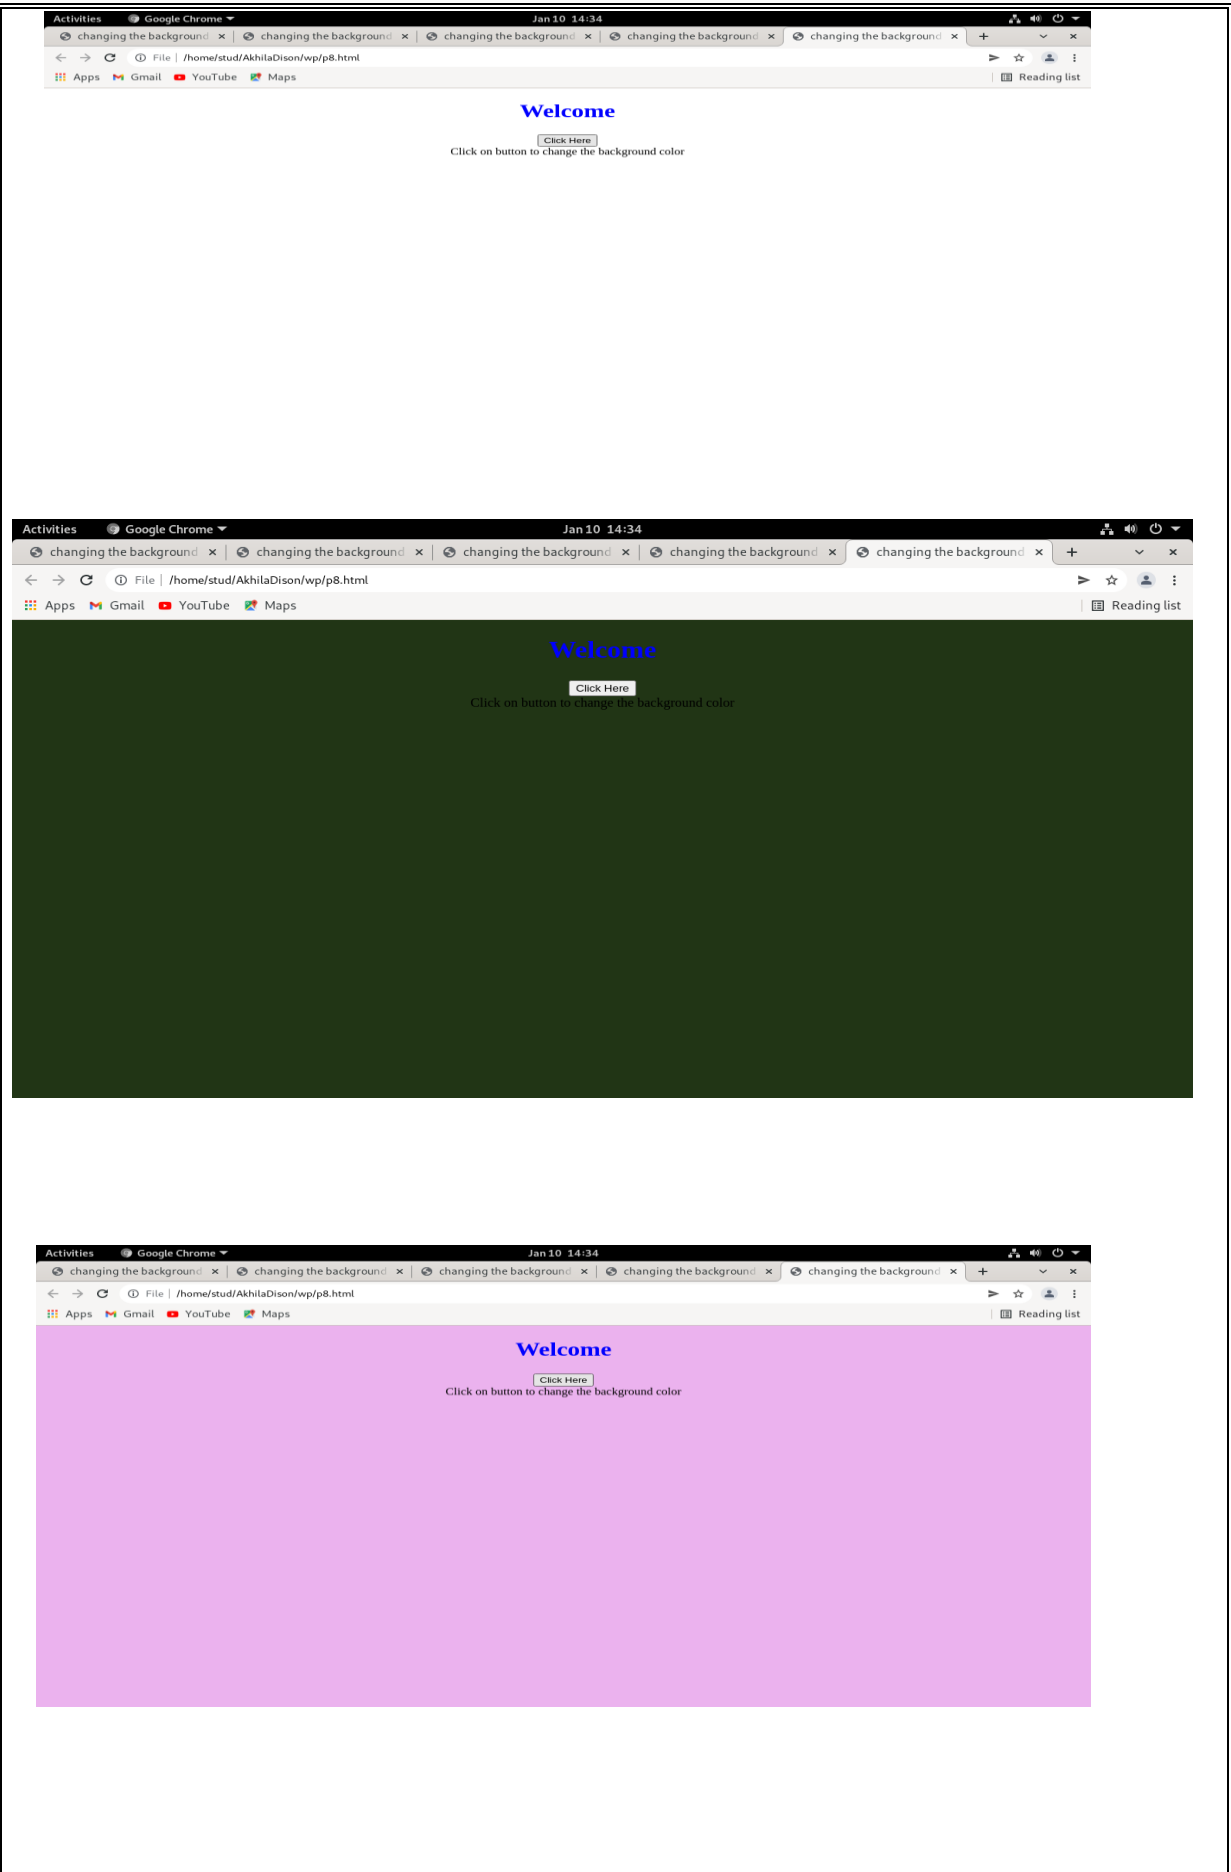 Activities Google Chrome Jan 10 14:34
changing the background changing the background changing the background changing the background changing the background
File /home/stud/AkhilaDison/wp/p8.html
Apps Gmail YouTube Maps Reading list
Welcome
Click Here
Click on button to change the background color
Activities Google Chrome Jan 10 14:34
changing the background changing the background changing the background changing the background changing the background
File /home/stud/AkhilaDison/wp/p8.html
Apps Gmail YouTube Maps Reading list
Welcome
Click Here
Click on button to change the background color
Activities Google Chrome Jan 10 14:34
changing the background changing the background changing the background changing the background changing the background
File /home/stud/AkhilaDison/wp/p8.html
Apps Gmail YouTube Maps Reading list
Welcome
Click Here
Click on button to change the background color